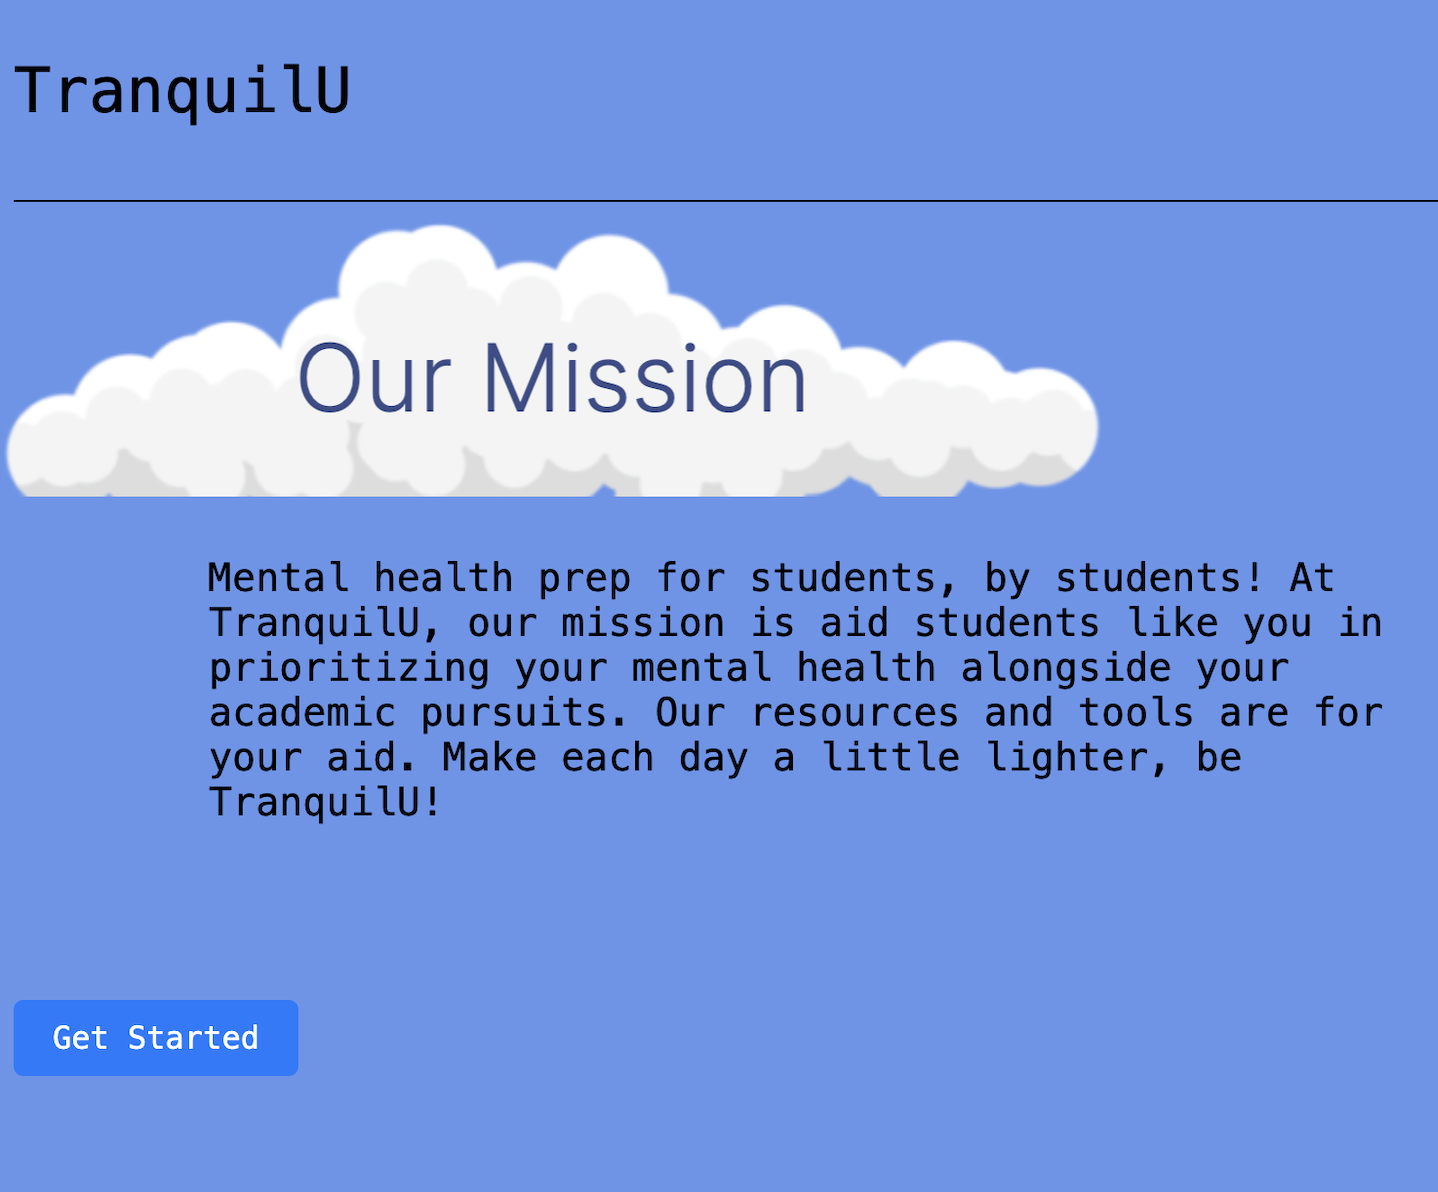 TranquilU
Our Mission
Mental health prep for students, by students! At
TranquilU, our mission is aid students like you in
prioritizing your mental health alongside your
academic pursuits. Our resources and tools are for
your aid. Make each day a little lighter, be
TranquilU!
Get Started